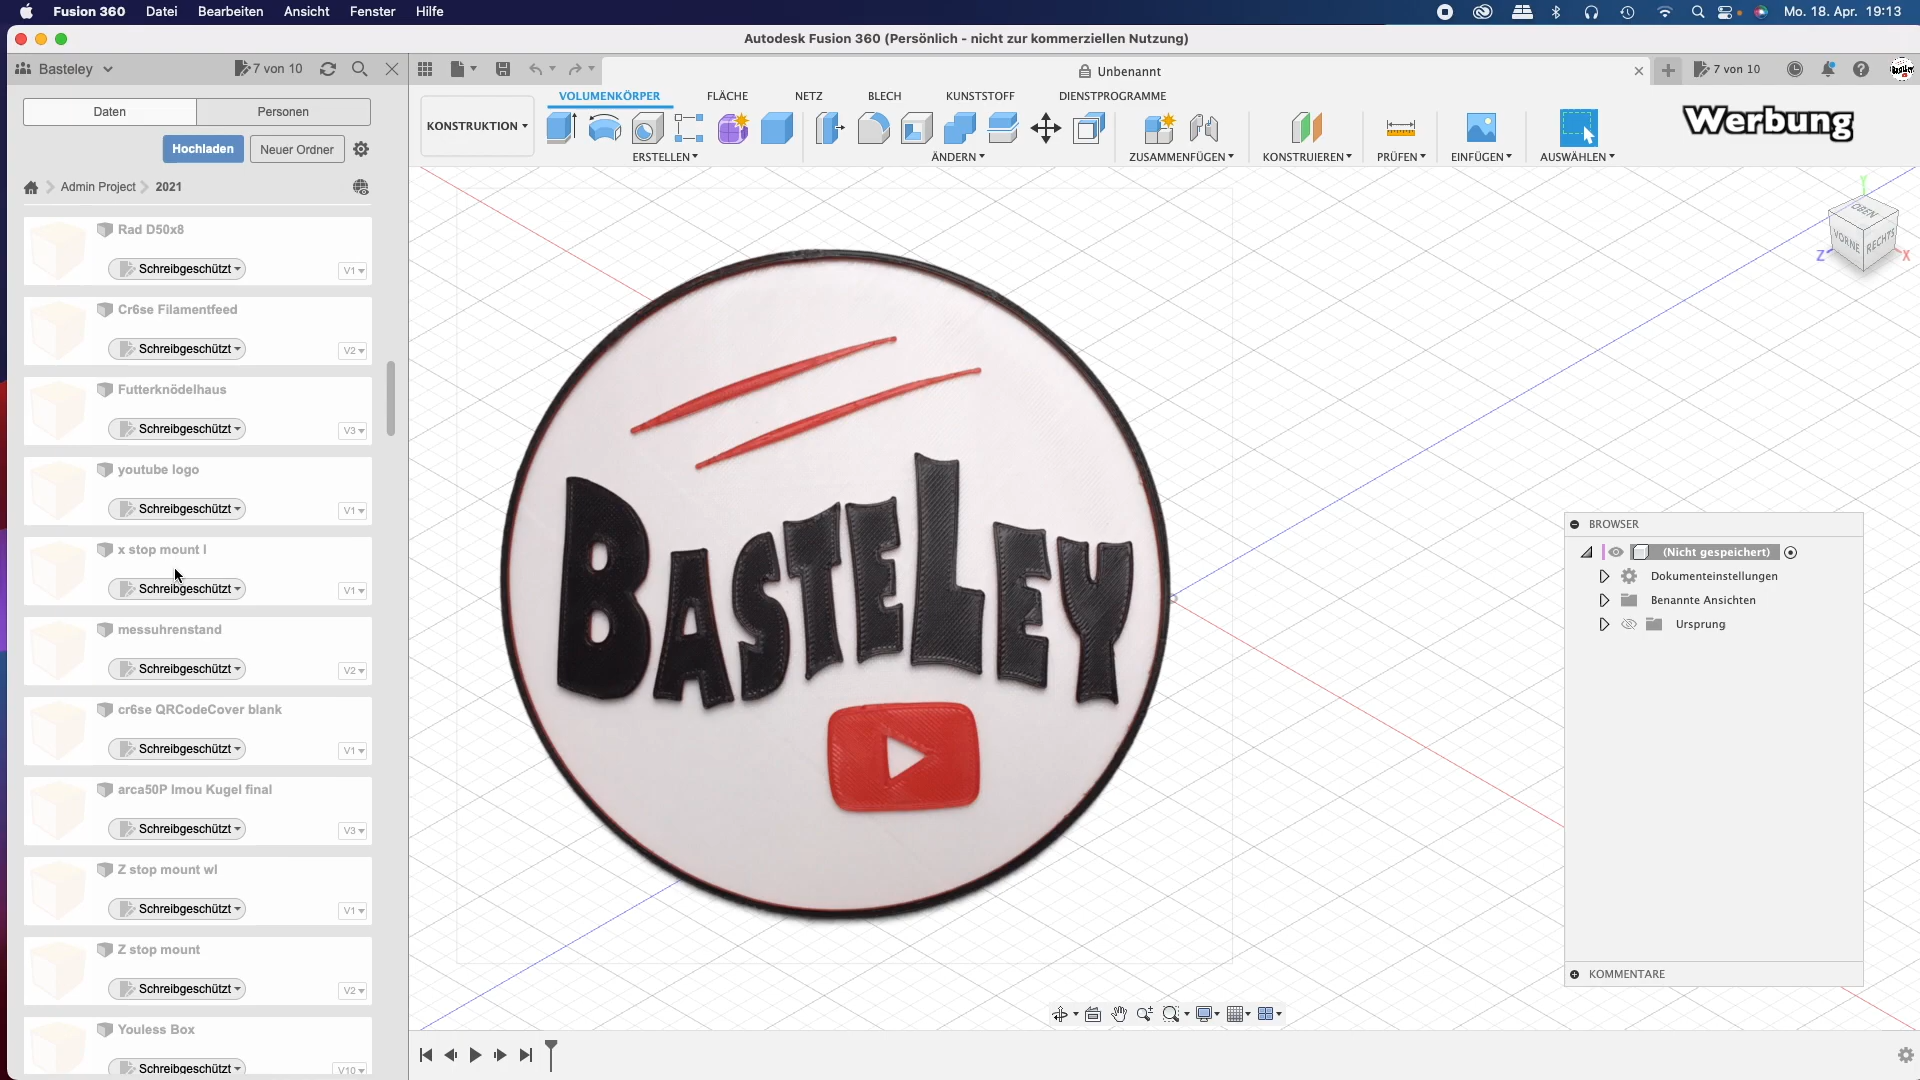 Fusion 360 Datei Bearbeiten Ansicht Fenster Hilfe Mo. 18. Apr. 19:13
Autodesk Fusion 360 (Persönlich - nicht zur kommerziellen Nutzung)
Basteley 7 von 10 Unbenannt 7 von 10
Daten Personen
Hochladen Neuer Ordner
Admin Project 2021
VOLUMENKÖRPER FLÄCHE NETZ BLECH KUNSTSTOFF DIENSTPROGRAMME
KONSTRUKTION
ERSTELLEN ÄNDERN ZUSAMMENFÜGEN KONSTRUIEREN PRÜFEN EINFÜGEN AUSWÄHLEN
Werbung
Rad D50x8
Schreibgeschützt V1
Cr6se Filamentfeed
Schreibgeschützt V2
Futterknödelhaus
Schreibgeschützt V3
youtube logo
Schreibgeschützt V1
x stop mount l
Schreibgeschützt V1
messuhrenstand
Schreibgeschützt V2
cr6se QRCodeCover blank
Schreibgeschützt V1
arca50P Imou Kugel final
Schreibgeschützt V3
Z stop mount wl
Schreibgeschützt V1
Z stop mount
Schreibgeschützt V2
Youless Box
Schreibgeschützt V10
BASTELEY
Y
OBEN
VORNE RECHTS
Z X
BROWSER
(Nicht gespeichert)
Dokumenteinstellungen
Benannte Ansichten
Ursprung
KOMMENTARE